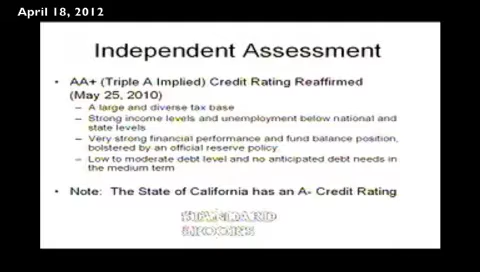 April 18, 2012
Independent Assessment
• AA+ (Triple A Implied) Credit Rating Reaffirmed
(May 25, 2010)
– A large and diverse tax base
– Strong income levels and unemployment below national and
state levels
– Very strong financial performance and fund balance position,
bolstered by an official reserve policy
– Low to moderate debt level and no anticipated debt needs in
the medium term
• Note: The State of California has an A- Credit Rating
STANDARD